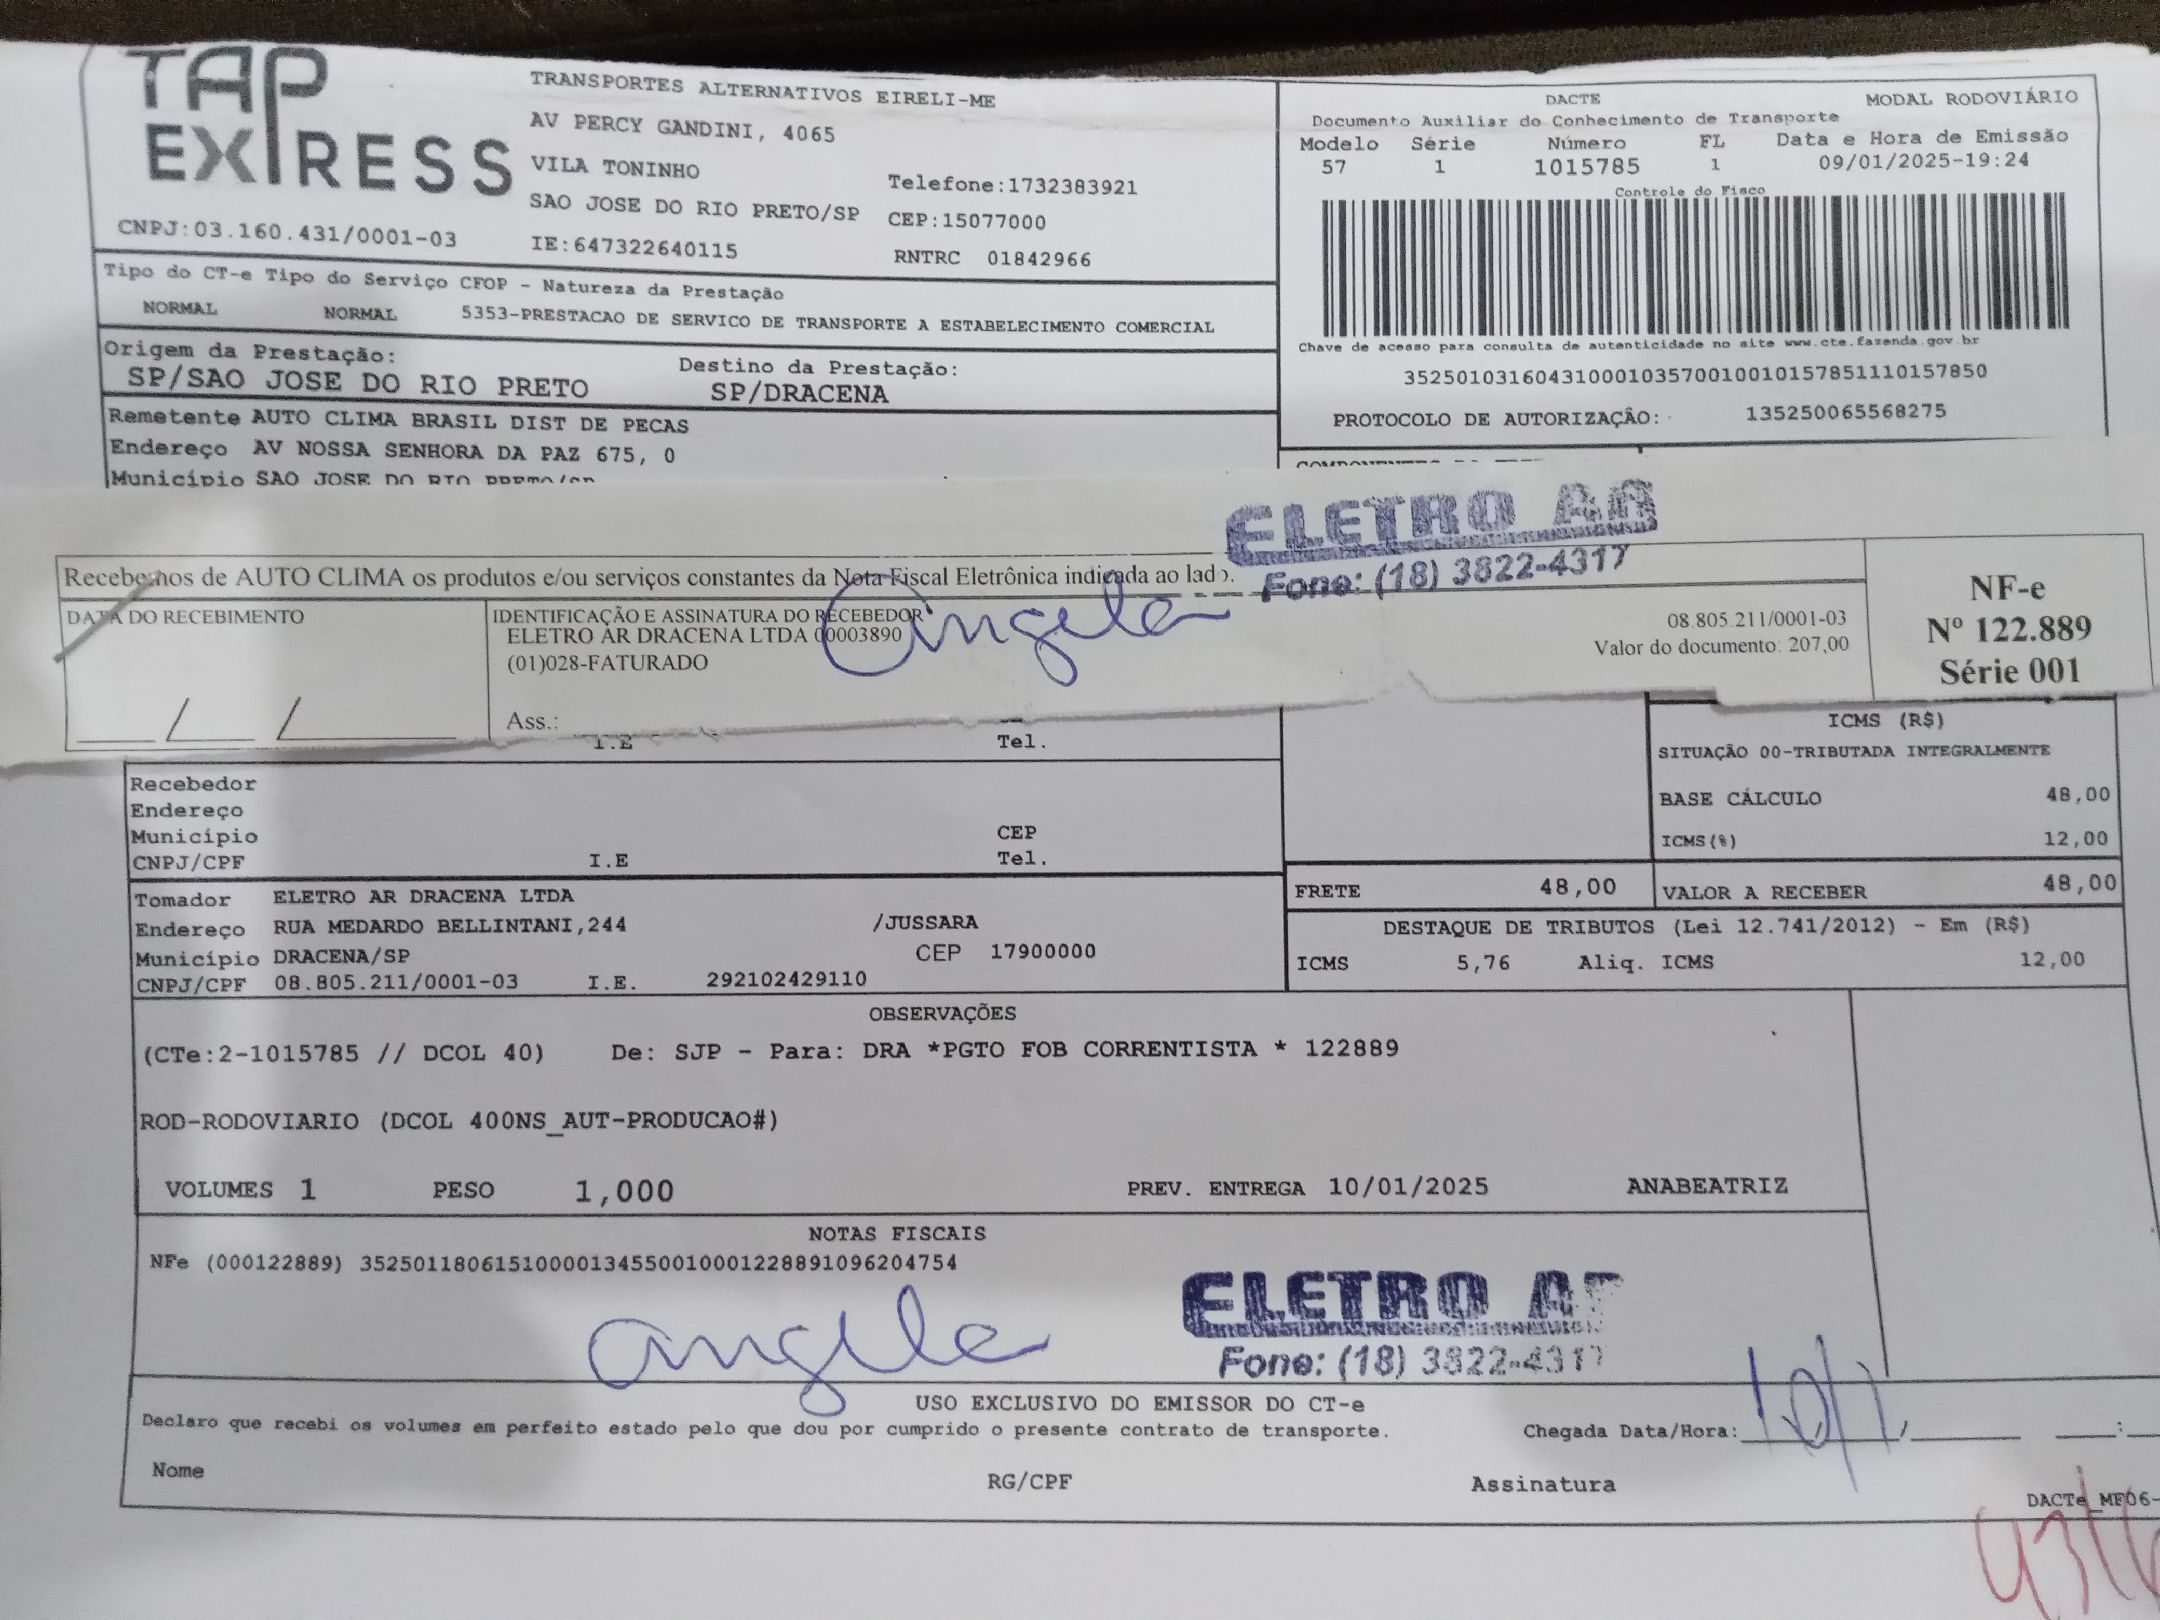 TAP EXPRESS
TRANSPORTES ALTERNATIVOS EIRELI-ME
AV PERCY GANDINI, 4065
VILA TONINHO
Telefone:1732383921
SAO JOSE DO RIO PRETO/SP
CEP:15077000
CNPJ:03.160.431/0001-03
IE:647322640115
RNTRC 01842966
DACTE MODAL RODOVIÁRIO
Documento Auxiliar do Conhecimento de Transporte
Modelo Série Número FL Data e Hora de Emissão
57 1 1015785 1 09/01/2025-19:24
Controle do Fisco
Chave de acesso para consulta de autenticidade no site www.cte.fazenda.gov.br
35250103160431000103570010010157851110157850
PROTOCOLO DE AUTORIZAÇÃO: 135250065568275
Tipo do CT-e Tipo do Serviço CFOP - Natureza da Prestação
NORMAL NORMAL 5353-PRESTACAO DE SERVICO DE TRANSPORTE A ESTABELECIMENTO COMERCIAL
Origem da Prestação: Destino da Prestação:
SP/SAO JOSE DO RIO PRETO SP/DRACENA
Remetente AUTO CLIMA BRASIL DIST DE PECAS
Endereço AV NOSSA SENHORA DA PAZ 675, 0
Município SAO JOSE DO RIO PRETO/SP
ELETRO AR
Fone: (18) 3822-4317
Recebemos de AUTO CLIMA os produtos e/ou serviços constantes da Nota Fiscal Eletrônica indicada ao lado.
DATA DO RECEBIMENTO
IDENTIFICAÇÃO E ASSINATURA DO RECEBEDOR
ELETRO AR DRACENA LTDA 00003890
(01)028-FATURADO
Angela
Ass.:
08.805.211/0001-03
Valor do documento: 207,00
NF-e
Nº 122.889
Série 001
I.E Tel.
Recebedor
Endereço
Município CEP
CNPJ/CPF I.E Tel.
ICMS (R$)
SITUAÇÃO 00-TRIBUTADA INTEGRALMENTE
BASE CÁLCULO 48,00
ICMS(%) 12,00
FRETE 48,00 VALOR A RECEBER 48,00
DESTAQUE DE TRIBUTOS (Lei 12.741/2012) - Em (R$)
ICMS 5,76 Aliq. ICMS 12,00
Tomador ELETRO AR DRACENA LTDA
Endereço RUA MEDARDO BELLINTANI,244 /JUSSARA
Município DRACENA/SP CEP 17900000
CNPJ/CPF 08.805.211/0001-03 I.E. 292102429110
OBSERVAÇÕES
(CTe:2-1015785 // DCOL 40) De: SJP - Para: DRA *PGTO FOB CORRENTISTA * 122889
ROD-RODOVIARIO (DCOL 400NS_AUT-PRODUCAO#)
VOLUMES 1 PESO 1,000 PREV. ENTREGA 10/01/2025 ANABEATRIZ
NOTAS FISCAIS
NFe (000122889) 35250118061510000134550010001228891096204754
Angela
ELETRO AR
Fone: (18) 3822-4317
USO EXCLUSIVO DO EMISSOR DO CT-e
Declaro que recebi os volumes em perfeito estado pelo que dou por cumprido o presente contrato de transporte. Chegada Data/Hora: 10/1
Nome RG/CPF Assinatura
DACTe_MF06-